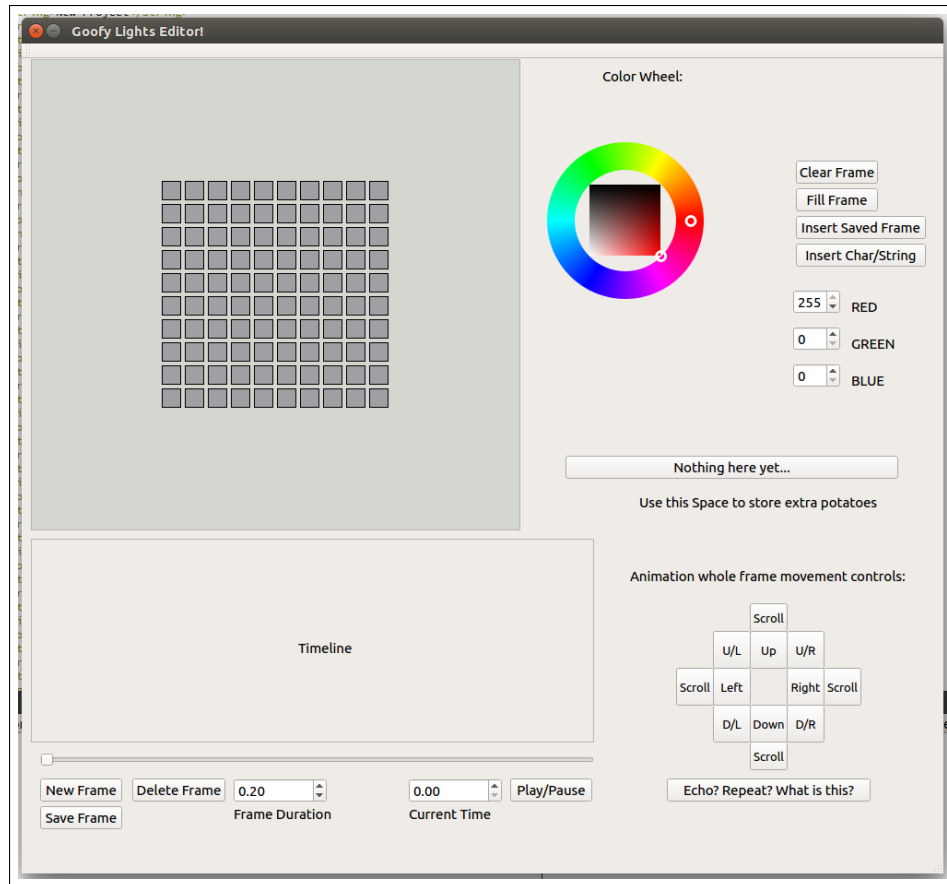 New Project</String>
Goofy Lights Editor!
Color Wheel:
Clear Frame
Fill Frame
Insert Saved Frame
Insert Char/String
255 RED
0 GREEN
0 BLUE
Nothing here yet...
Use this Space to store extra potatoes
Timeline
Animation whole frame movement controls:
Scroll
U/L Up U/R
Scroll Left Right Scroll
D/L Down D/R
Scroll
New Frame Delete Frame 0.20 0.00 Play/Pause Echo? Repeat? What is this?
Save Frame Frame Duration Current Time